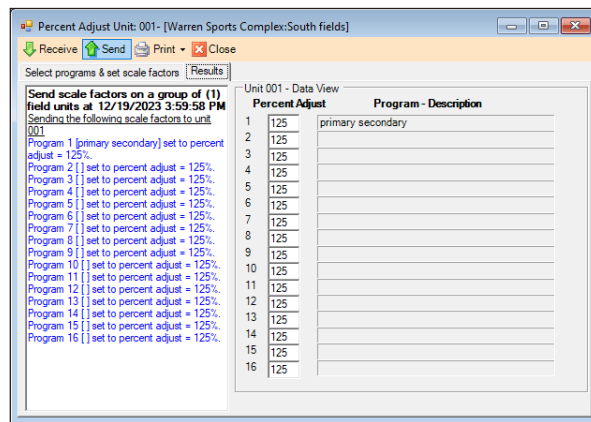 Percent Adjust Unit: 001- [Warren Sports Complex:South fields]
Receive Send Print Close
Select programs & set scale factors Results
Send scale factors on a group of (1)
field units at 12/19/2023 3:59:58 PM
Sending the following scale factors to unit
001
Program 1 [primary secondary] set to percent
adjust = 125%.
Program 2 [ ] set to percent adjust = 125%.
Program 3 [ ] set to percent adjust = 125%.
Program 4 [ ] set to percent adjust = 125%.
Program 5 [ ] set to percent adjust = 125%.
Program 6 [ ] set to percent adjust = 125%.
Program 7 [ ] set to percent adjust = 125%.
Program 8 [ ] set to percent adjust = 125%.
Program 9 [ ] set to percent adjust = 125%.
Program 10 [ ] set to percent adjust = 125%.
Program 11 [ ] set to percent adjust = 125%.
Program 12 [ ] set to percent adjust = 125%.
Program 13 [ ] set to percent adjust = 125%.
Program 14 [ ] set to percent adjust = 125%.
Program 15 [ ] set to percent adjust = 125%.
Program 16 [ ] set to percent adjust = 125%.
Unit 001 - Data View
Percent Adjust Program - Description
1 125 primary secondary
2 125
3 125
4 125
5 125
6 125
7 125
8 125
9 125
10 125
11 125
12 125
13 125
14 125
15 125
16 125